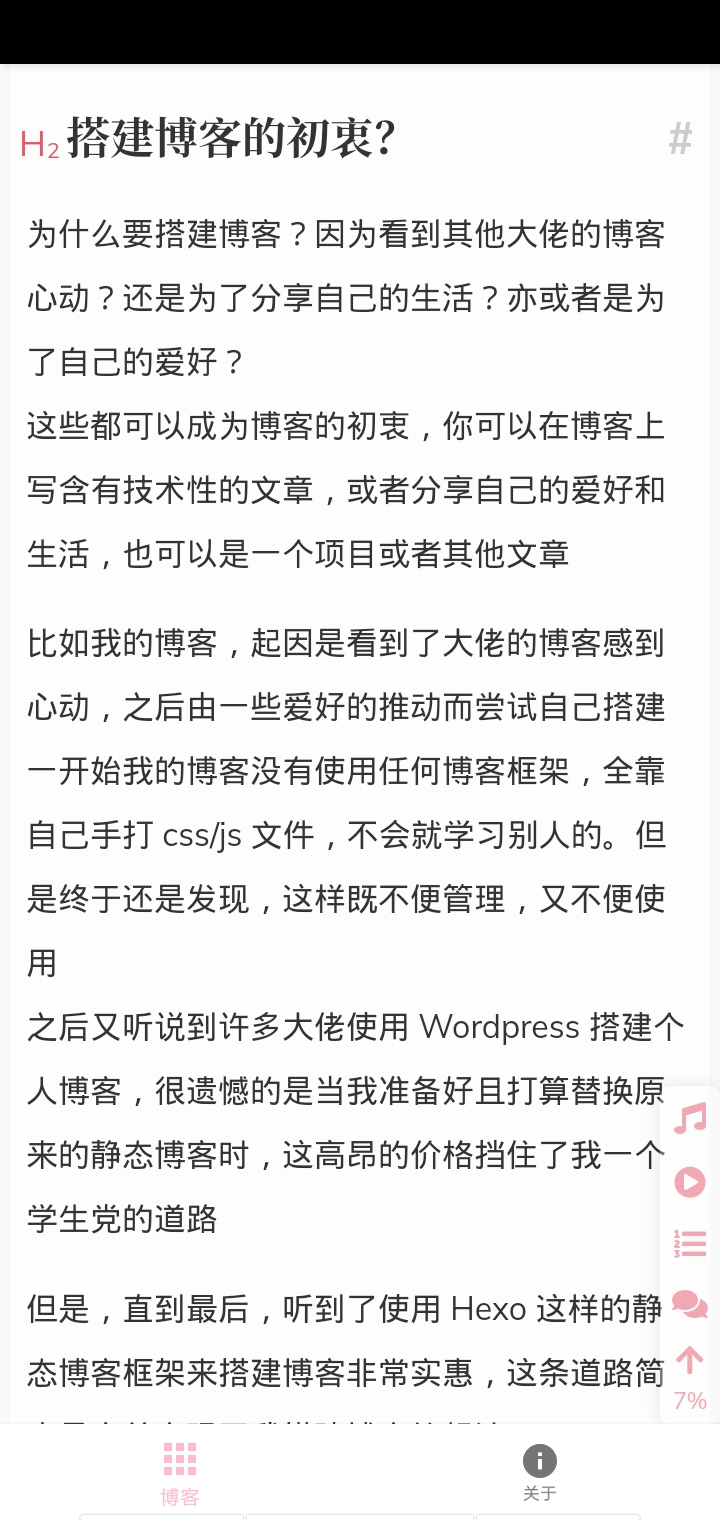 H2 搭建博客的初衷？ #
为什么要搭建博客？因为看到其他大佬的博客
心动？还是为了分享自己的生活？亦或者是为
了自己的爱好？
这些都可以成为博客的初衷，你可以在博客上
写含有技术性的文章，或者分享自己的爱好和
生活，也可以是一个项目或者其他文章
比如我的博客，起因是看到了大佬的博客感到
心动，之后由一些爱好的推动而尝试自己搭建
一开始我的博客没有使用任何博客框架，全靠
自己手打 css/js 文件，不会就学习别人的。但
是终于还是发现，这样既不便管理，又不便使
用
之后又听说到许多大佬使用 Wordpress 搭建个
人博客，很遗憾的是当我准备好且打算替换原
来的静态博客时，这高昂的价格挡住了我一个
学生党的道路
但是，直到最后，听到了使用 Hexo 这样的静
态博客框架来搭建博客非常实惠，这条道路简
7%
博客
关于